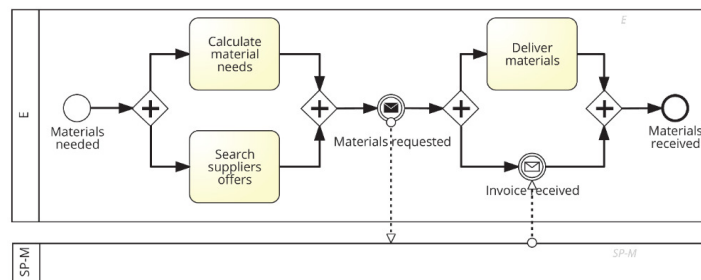 E
E
Calculate
material
needs
Deliver
materials
Materials
needed
Materials requested
Materials
received
Search
suppliers
offers
Invoice received
SP-M
SP-M